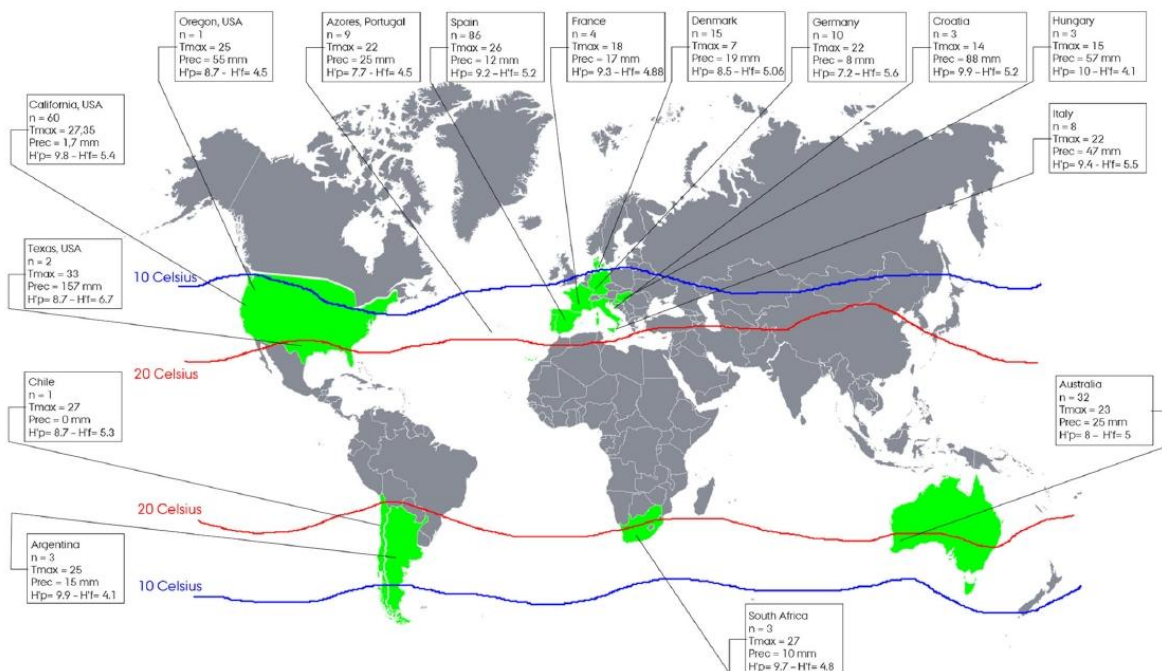 Oregon, USA
n = 1
Tmax = 25
Prec = 55 mm
H'p= 8.7 - H'f= 4.5
Azores, Portugal
n = 9
Tmax = 22
Prec = 25 mm
H'p= 7.7 - H'f= 4.5
Spain
n = 86
Tmax = 26
Prec = 12 mm
H'p= 9.2 - H'f= 5.2
France
n = 4
Tmax = 18
Prec = 17 mm
H'p= 9.3 - H'f= 4.88
Denmark
n = 15
Tmax = 7
Prec = 19 mm
H'p= 8.5 - H'f= 5.06
Germany
n = 10
Tmax = 22
Prec = 8 mm
H'p= 7.2 - H'f= 5.6
Croatia
n = 3
Tmax = 14
Prec = 88 mm
H'p= 9.9 - H'f= 5.2
Hungary
n = 3
Tmax = 15
Prec = 57 mm
H'p= 10 - H'f= 4.1
California, USA
n = 60
Tmax = 27,35
Prec = 1,7 mm
H'p= 9.8 - H'f= 5.4
Italy
n = 8
Tmax = 22
Prec = 47 mm
H'p= 9.4 - H'f= 5.5
Texas, USA
n = 2
Tmax = 33
Prec = 157 mm
H'p= 8.7 - H'f= 6.7
10 Celsius
20 Celsius
Chile
n = 1
Tmax = 27
Prec = 0 mm
H'p= 8.7 - H'f= 5.3
Australia
n = 32
Tmax = 23
Prec = 25 mm
H'p= 8 - H'f= 5
20 Celsius
Argentina
n = 3
Tmax = 25
Prec = 15 mm
H'p= 9.9 - H'f= 4.1
10 Celsius
South Africa
n = 3
Tmax = 27
Prec = 10 mm
H'p= 9.7 - H'f= 4.8